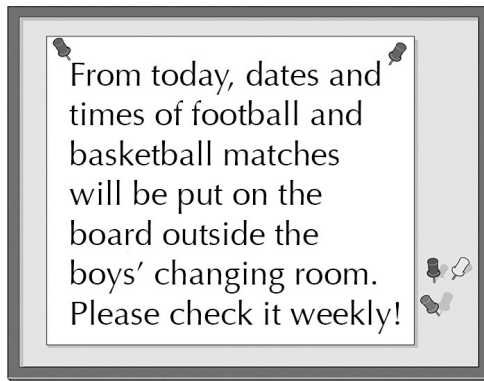 From today, dates and
times of football and
basketball matches
will be put on the
board outside the
boys’ changing room.
Please check it weekly!